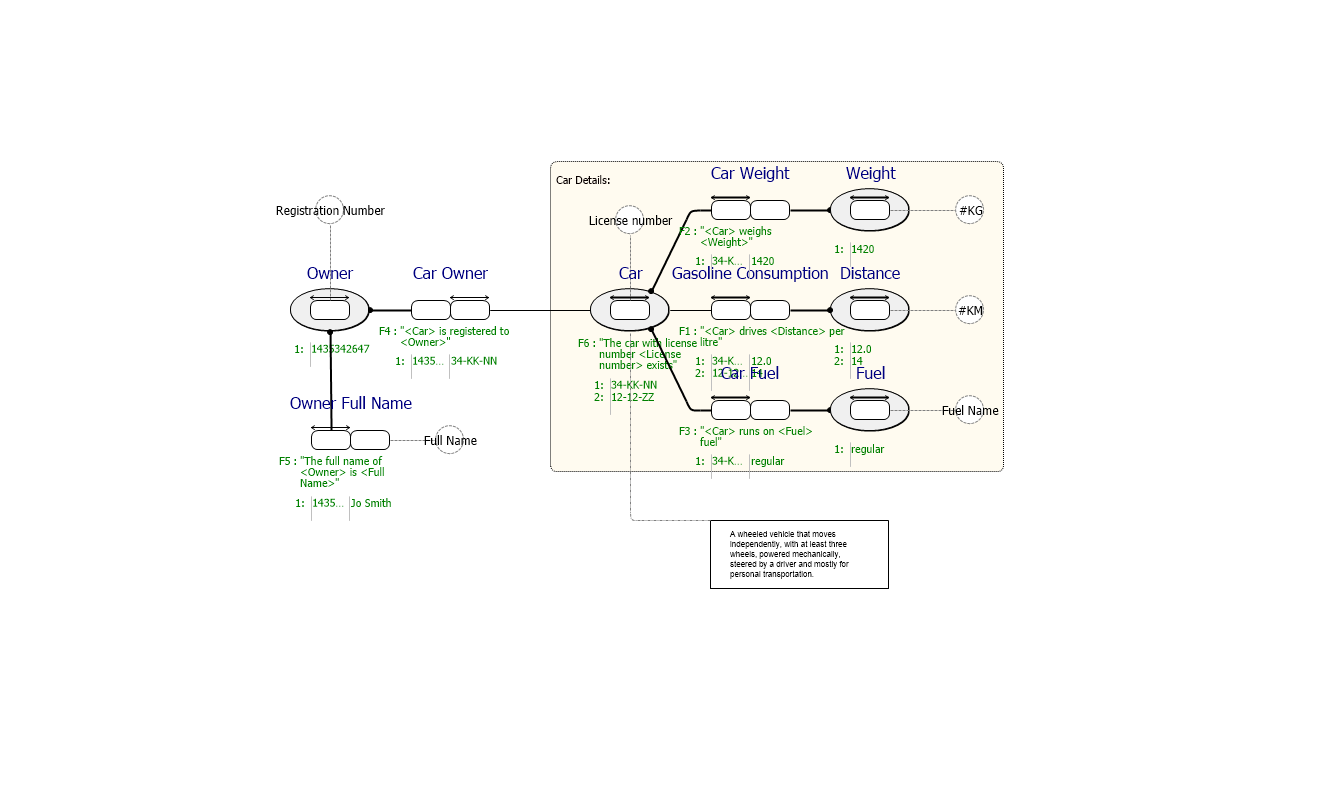 Car Details:
Car Weight
Weight
Registration Number
License number
#KG
F2 : "<Car> weighs
<Weight>"
1: 1420
1: 34-K... 1420
Owner
Car Owner
Car
Gasoline Consumption
Distance
#KM
F4 : "<Car> is registered to
<Owner>"
F1 : "<Car> drives <Distance> per
litre"
F6 : "The car with license
number <License
number> exists"
1: 1435342647
1: 1435... 34-KK-NN
1: 34-K... 12.0
2: 12-12... 14
1: 12.0
2: 14
1: 34-KK-NN
2: 12-12-ZZ
Car Fuel
Fuel
Owner Full Name
Fuel Name
Full Name
F3 : "<Car> runs on <Fuel>
fuel"
1: regular
1: 34-K... regular
F5 : "The full name of
<Owner> is <Full
Name>"
1: 1435... Jo Smith
A wheeled vehicle that moves
independently, with at least three
wheels, powered mechanically,
steered by a driver and mostly for
personal transportation.